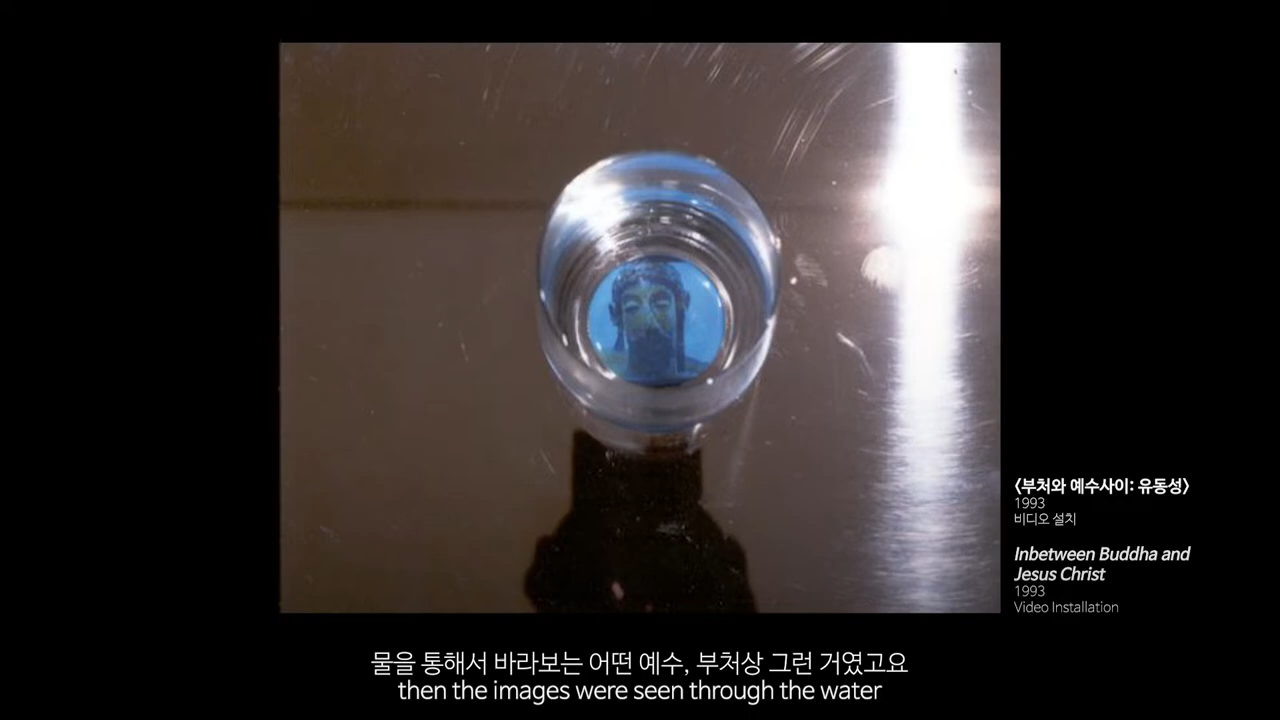 〈부처와 예수사이: 유동성〉
1993
비디오 설치
Inbetween Buddha and
Jesus Christ
1993
Video Installation
물을 통해서 바라보는 어떤 예수, 부처상 그런 거였고요
then the images were seen through the water